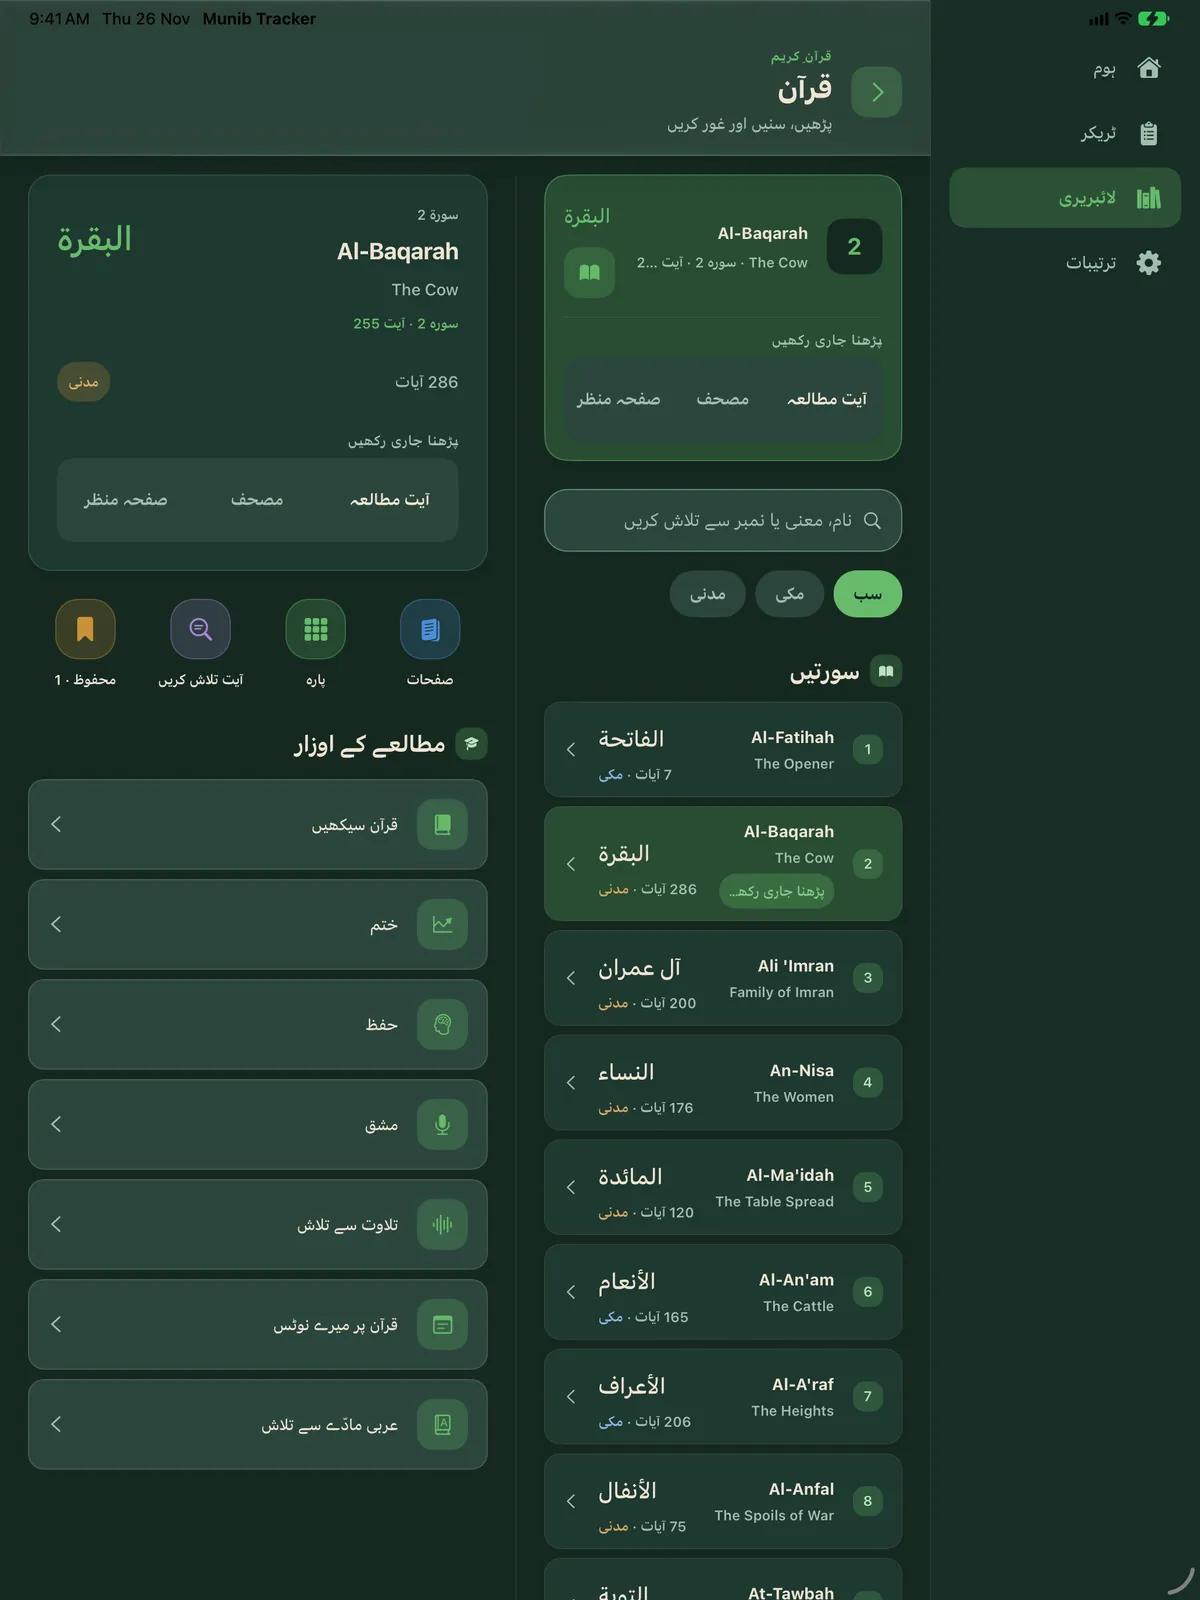 9:41 AM Thu 26 Nov Munib Tracker
ہوم
ٹریکر
لائبریری
ترتیبات
قرآن کریم
قرآن
پڑھیں، سنیں اور غور کریں
2
البقرة
Al-Baqarah
The Cow · سورہ 2 · آیت 2...
پڑھنا جاری رکھیں
آیت مطالعہ
مصحف
صفحہ منظر
نام، معنی یا نمبر سے تلاش کریں
سب
مکی
مدنی
سورتیں
1
Al-Fatihah
The Opener
الفاتحة
7 آیات · مکی
2
Al-Baqarah
The Cow
پڑھنا جاری رکھ...
البقرة
286 آیات · مدنی
3
Ali 'Imran
Family of Imran
آل عمران
200 آیات · مدنی
4
An-Nisa
The Women
النساء
176 آیات · مدنی
5
Al-Ma'idah
The Table Spread
المائدة
120 آیات · مدنی
6
Al-An'am
The Cattle
الأنعام
165 آیات · مکی
7
Al-A'raf
The Heights
الأعراف
206 آیات · مکی
8
Al-Anfal
The Spoils of War
الأنفال
75 آیات · مدنی
At-Tawbah
التوبة
سورۃ 2
Al-Baqarah
البقرة
The Cow
سورہ 2 · آیت 255
286 آیات
مدنی
پڑھنا جاری رکھیں
آیت مطالعہ
مصحف
صفحہ منظر
صفحات
پارہ
آیت تلاش کریں
محفوظ · 1
مطالعے کے اوزار
قرآن سیکھیں
ختم
حفظ
مشق
تلاوت سے تلاش
قرآن پر میرے نوٹس
عربی مادّے سے تلاش